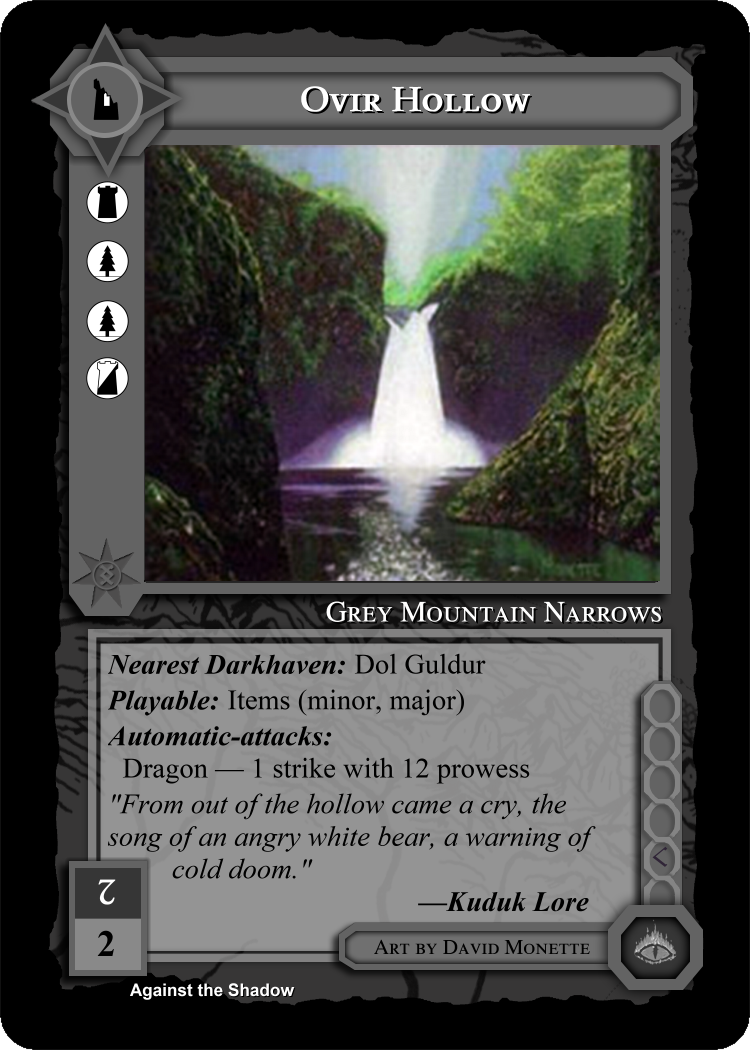 Ovir Hollow
Grey Mountain Narrows
Nearest Darkhaven: Dol Guldur
Playable: Items (minor, major)
Automatic-attacks:
Dragon — 1 strike with 12 prowess
"From out of the hollow came a cry, the
song of an angry white bear, a warning of
cold doom."
—Kuduk Lore
2
2
Art by David Monette
Against the Shadow